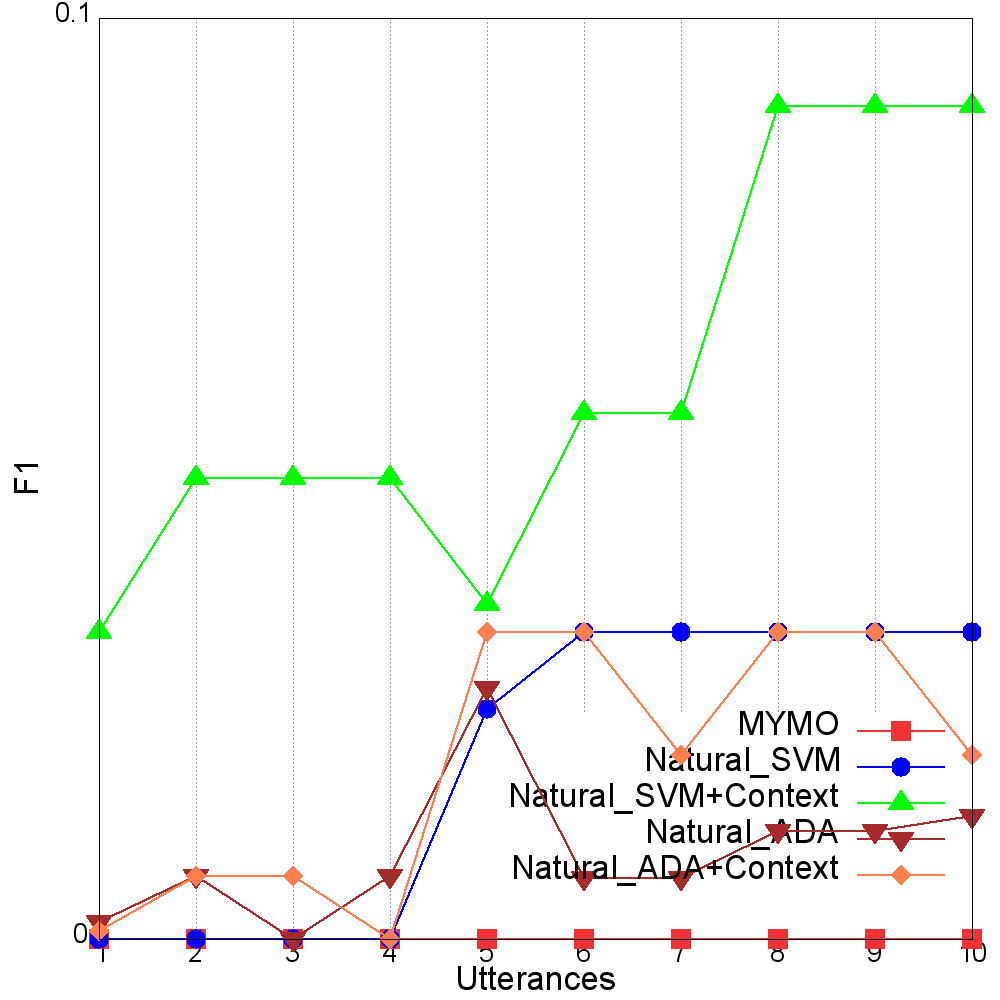 0.1
F1
MYMO
Natural_SVM
Natural_SVM+Context
Natural_ADA
Natural_ADA+Context
0
1 2 3 4 5 6 7 8 9 10
Utterances